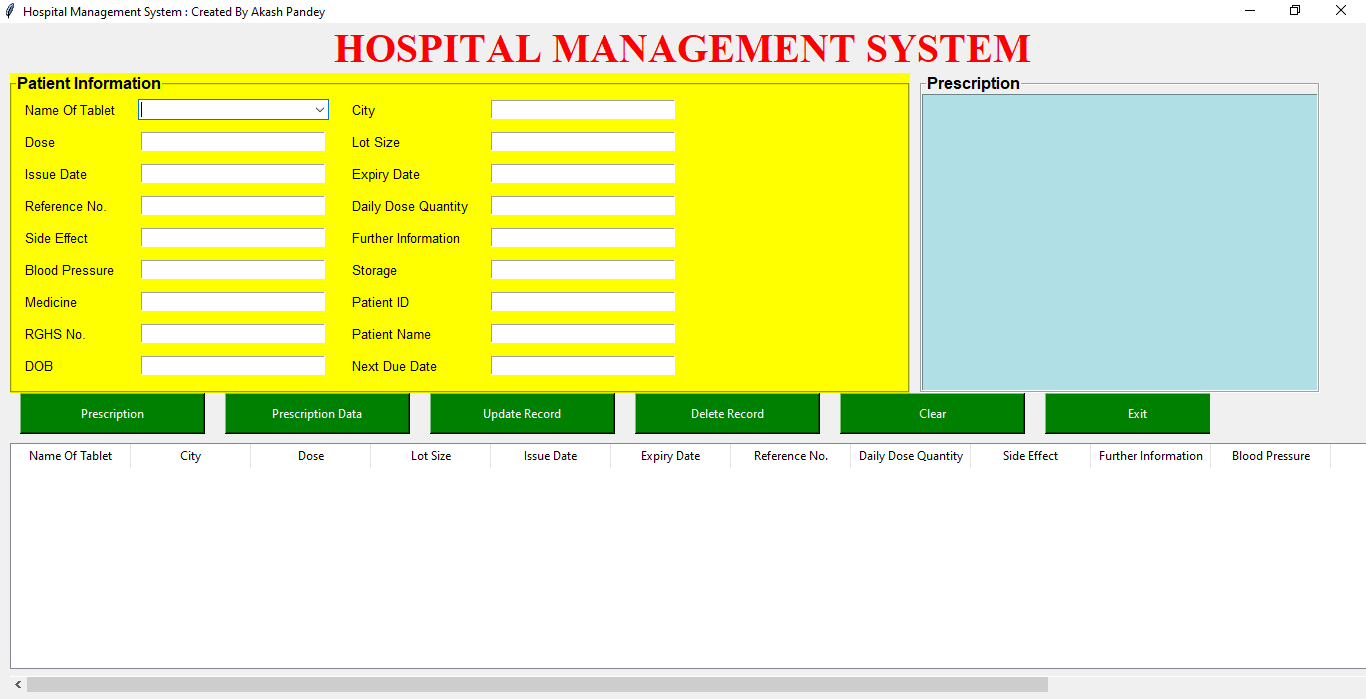 Hospital Management System : Created By Akash Pandey
HOSPITAL MANAGEMENT SYSTEM
Patient Information
Name Of Tablet
City
Dose
Lot Size
Issue Date
Expiry Date
Reference No.
Daily Dose Quantity
Side Effect
Further Information
Blood Pressure
Storage
Medicine
Patient ID
RGHS No.
Patient Name
DOB
Next Due Date
Prescription
Prescription Prescription Data Update Record Delete Record Clear Exit
Name Of Tablet City Dose Lot Size Issue Date Expiry Date Reference No. Daily Dose Quantity Side Effect Further Information Blood Pressure